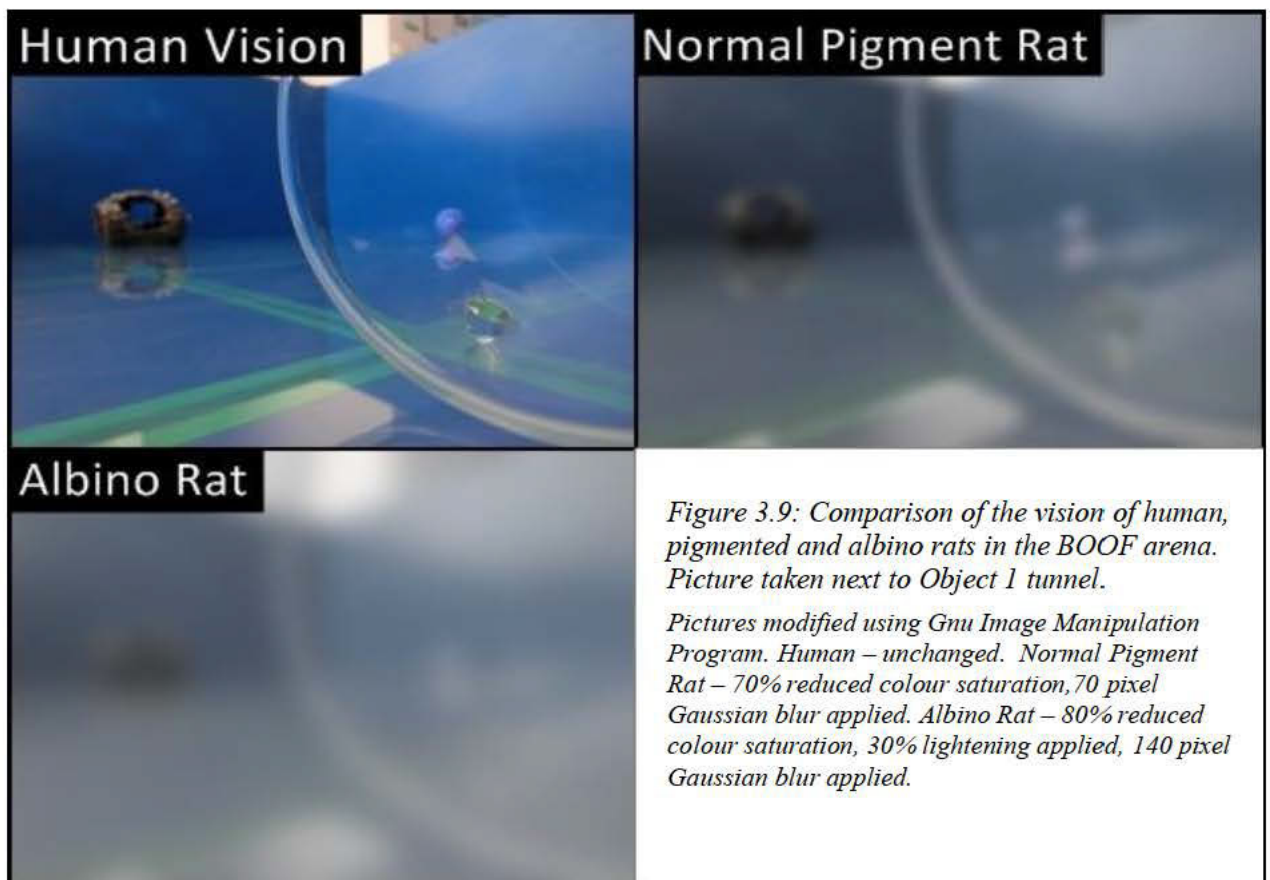 Human Vision
Normal Pigment Rat
Albino Rat
Figure 3.9: Comparison of the vision of human,
pigmented and albino rats in the BOOF arena.
Picture taken next to Object 1 tunnel.
Pictures modified using Gnu Image Manipulation
Program. Human – unchanged. Normal Pigment
Rat – 70% reduced colour saturation,70 pixel
Gaussian blur applied. Albino Rat – 80% reduced
colour saturation, 30% lightening applied, 140 pixel
Gaussian blur applied.